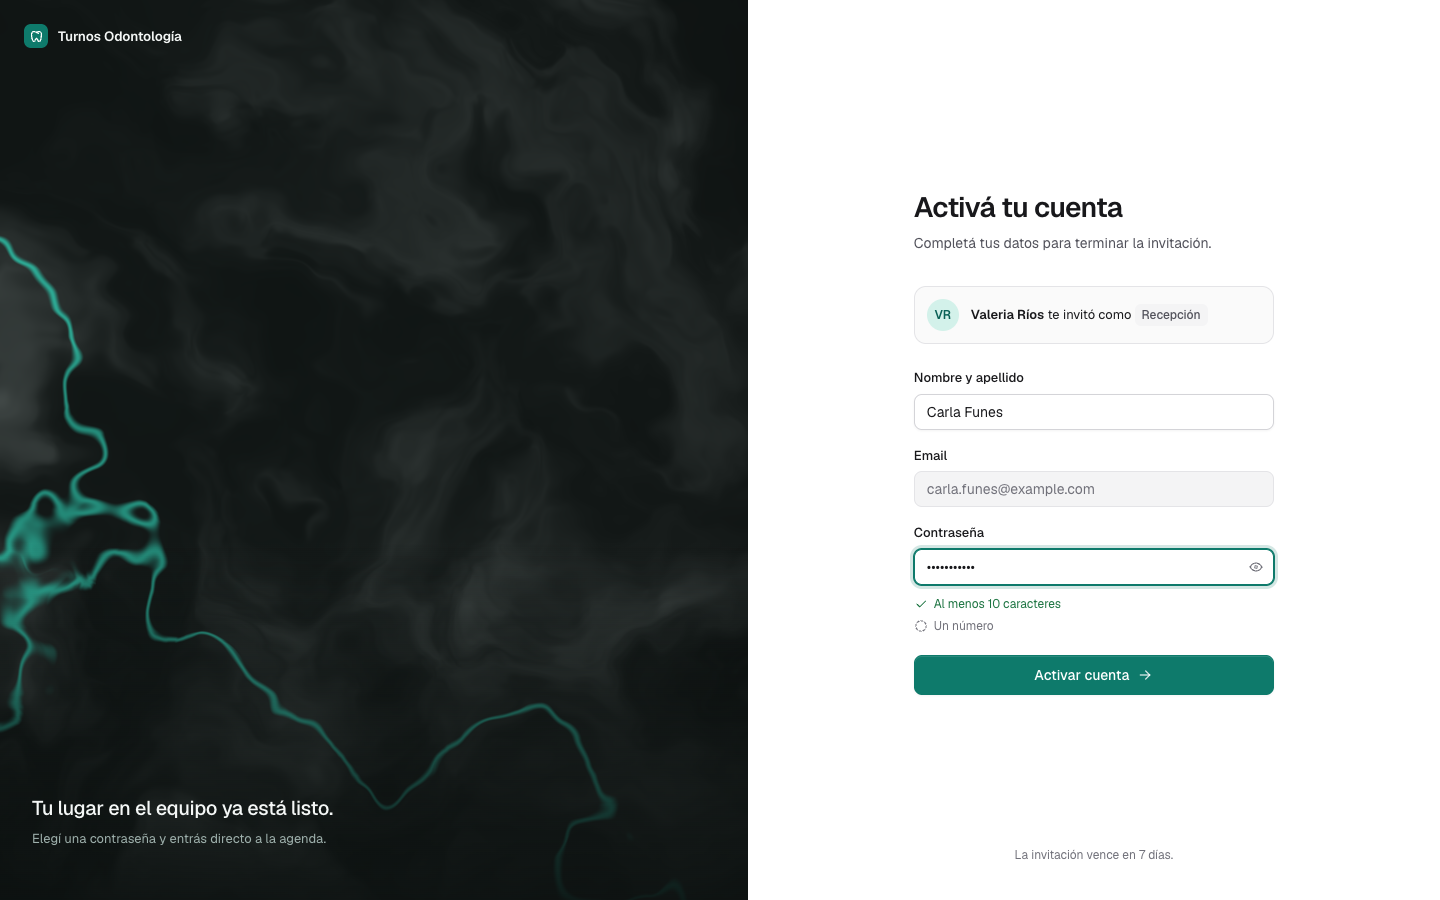 Turnos Odontología
Tu lugar en el equipo ya está listo.
Elegí una contraseña y entrás directo a la agenda.
Activá tu cuenta
Completá tus datos para terminar la invitación.
VR Valeria Ríos te invitó como Recepción
Nombre y apellido
Carla Funes
Email
carla.funes@example.com
Contraseña
•••••••••••
Al menos 10 caracteres
Un número
Activar cuenta →
La invitación vence en 7 días.